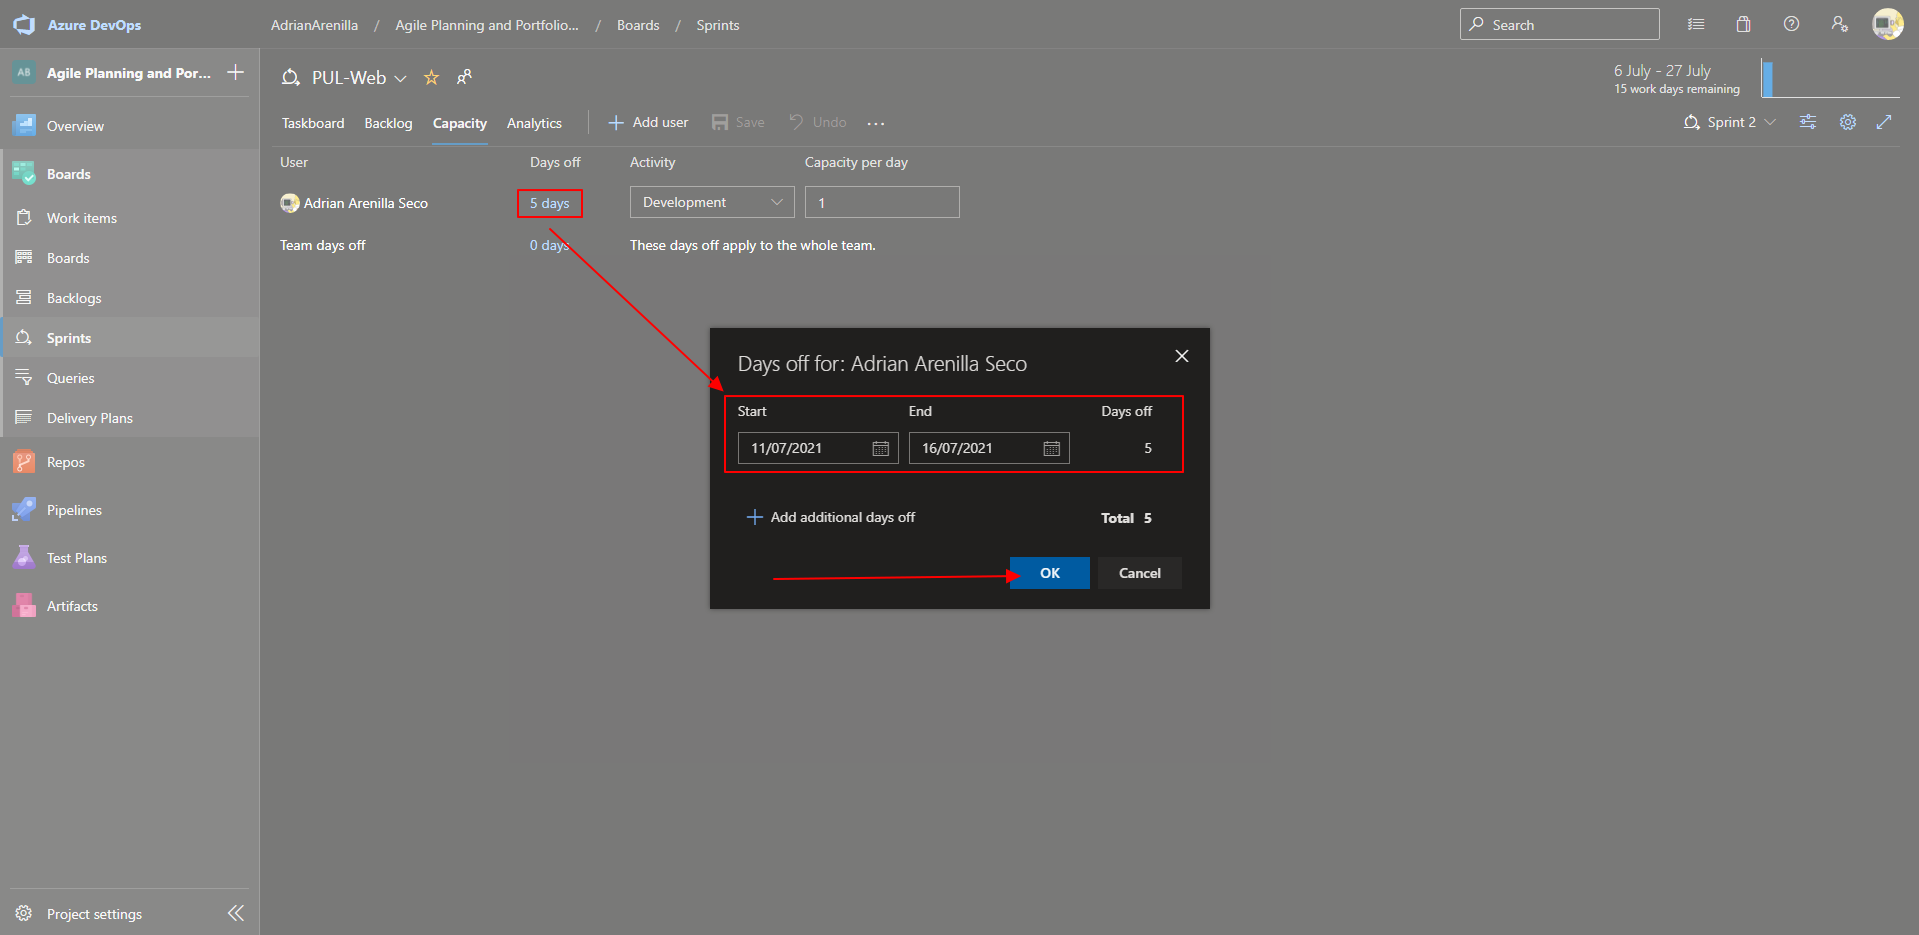 Azure DevOps
AdrianArenilla / Agile Planning and Portfolio... / Boards / Sprints
Search
AB Agile Planning and Por...
Overview
Boards
Work items
Boards
Backlogs
Sprints
Queries
Delivery Plans
Repos
Pipelines
Test Plans
Artifacts
Project settings
PUL-Web
6 July - 27 July
15 work days remaining
Taskboard Backlog Capacity Analytics Add user Save Undo ...
Sprint 2
User Days off Activity Capacity per day
Adrian Arenilla Seco 5 days Development 1
Team days off 0 days These days off apply to the whole team.
Days off for: Adrian Arenilla Seco
Start End Days off
11/07/2021 16/07/2021 5
Add additional days off Total 5
OK Cancel